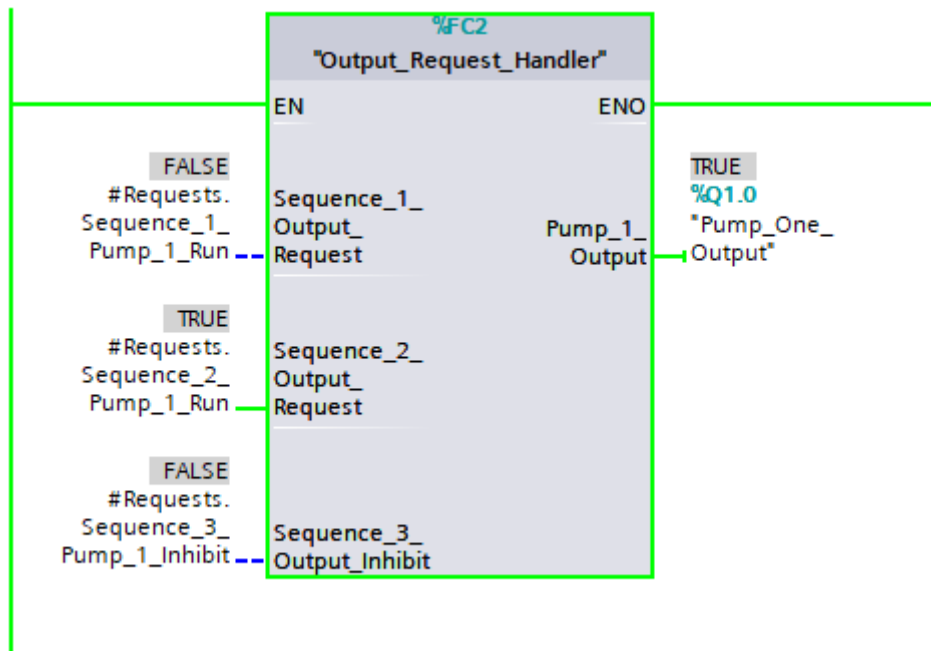 %FC2
"Output_Request_Handler"
EN
ENO
FALSE
#Requests.
Sequence_1_
Pump_1_Run
Sequence_1_
Output_
Request
TRUE
%Q1.0
"Pump_One_
Output"
Pump_1_
Output
TRUE
#Requests.
Sequence_2_
Pump_1_Run
Sequence_2_
Output_
Request
FALSE
#Requests.
Sequence_3_
Pump_1_Inhibit
Sequence_3_
Output_Inhibit